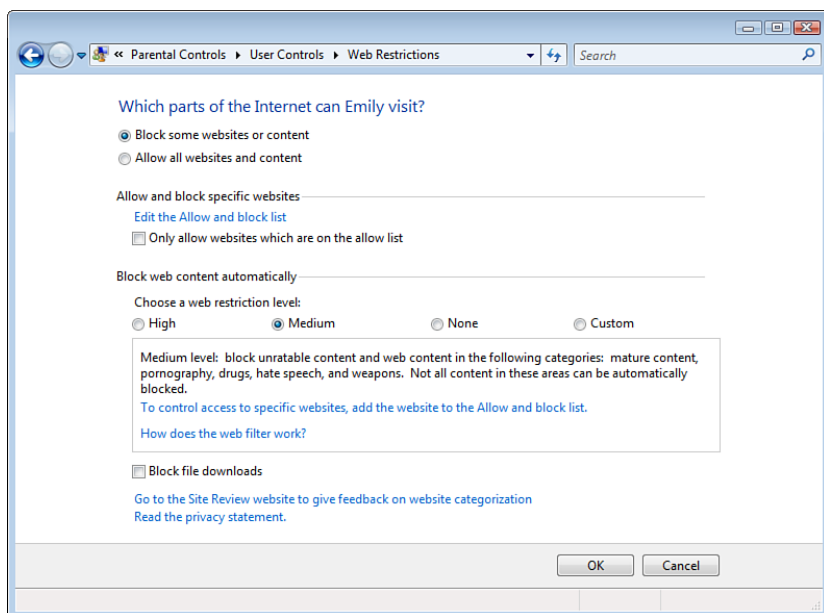 « Parental Controls ▸ User Controls ▸ Web Restrictions
Search
Which parts of the Internet can Emily visit?
Block some websites or content
Allow all websites and content
Allow and block specific websites
Edit the Allow and block list
Only allow websites which are on the allow list
Block web content automatically
Choose a web restriction level:
High Medium None Custom
Medium level: block unratable content and web content in the following categories: mature content,
pornography, drugs, hate speech, and weapons. Not all content in these areas can be automatically
blocked.
To control access to specific websites, add the website to the Allow and block list.
How does the web filter work?
Block file downloads
Go to the Site Review website to give feedback on website categorization
Read the privacy statement.
OK Cancel